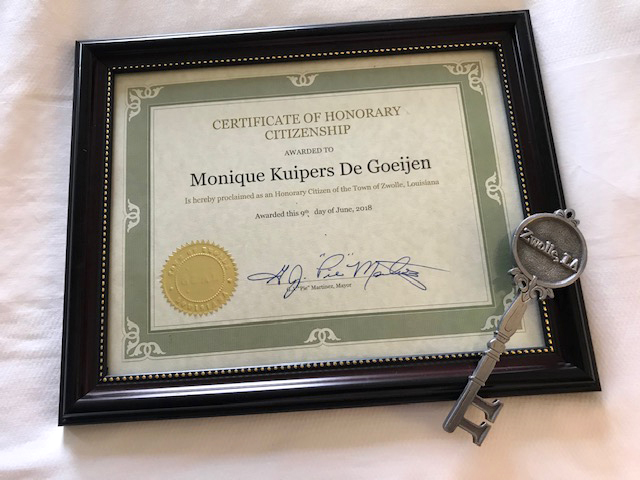 CERTIFICATE OF HONORARY
CITIZENSHIP
AWARDED TO
Monique Kuipers De Goeijen
Is hereby proclaimed as an Honorary Citizen of the Town of Zwolle, Louisiana
Awarded this 9th day of June, 2018
"Pie" Martinez, Mayor
Zwolle, LA